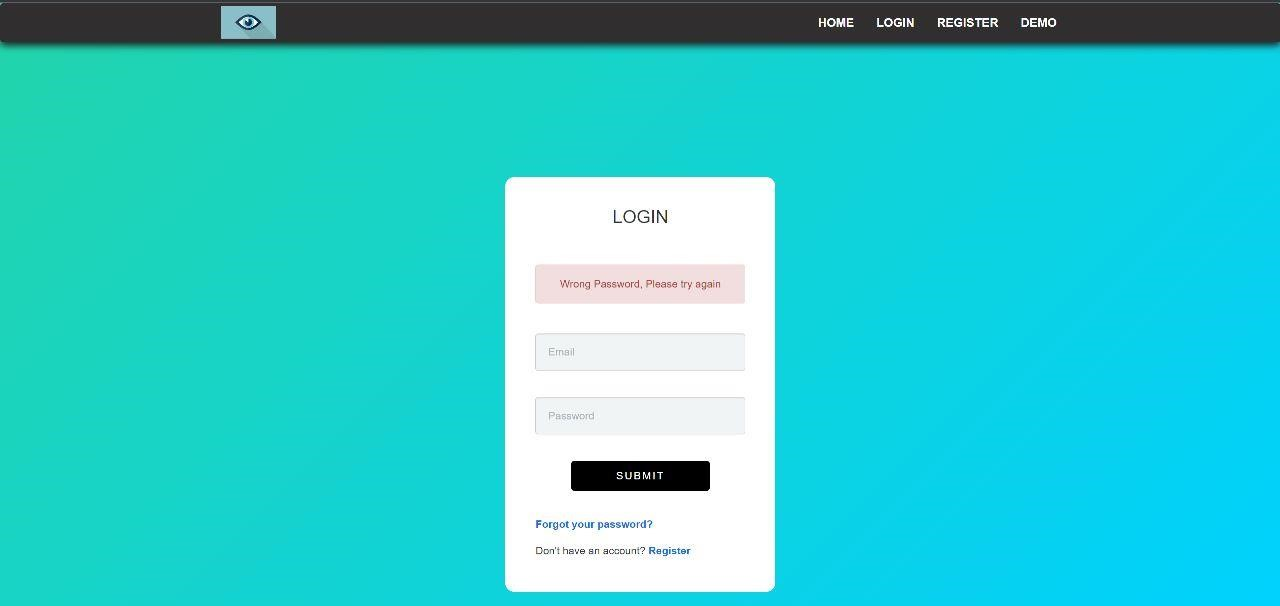 HOME LOGIN REGISTER DEMO
LOGIN
Wrong Password, Please try again
Email
Password
SUBMIT
Forgot your password?
Don't have an account? Register